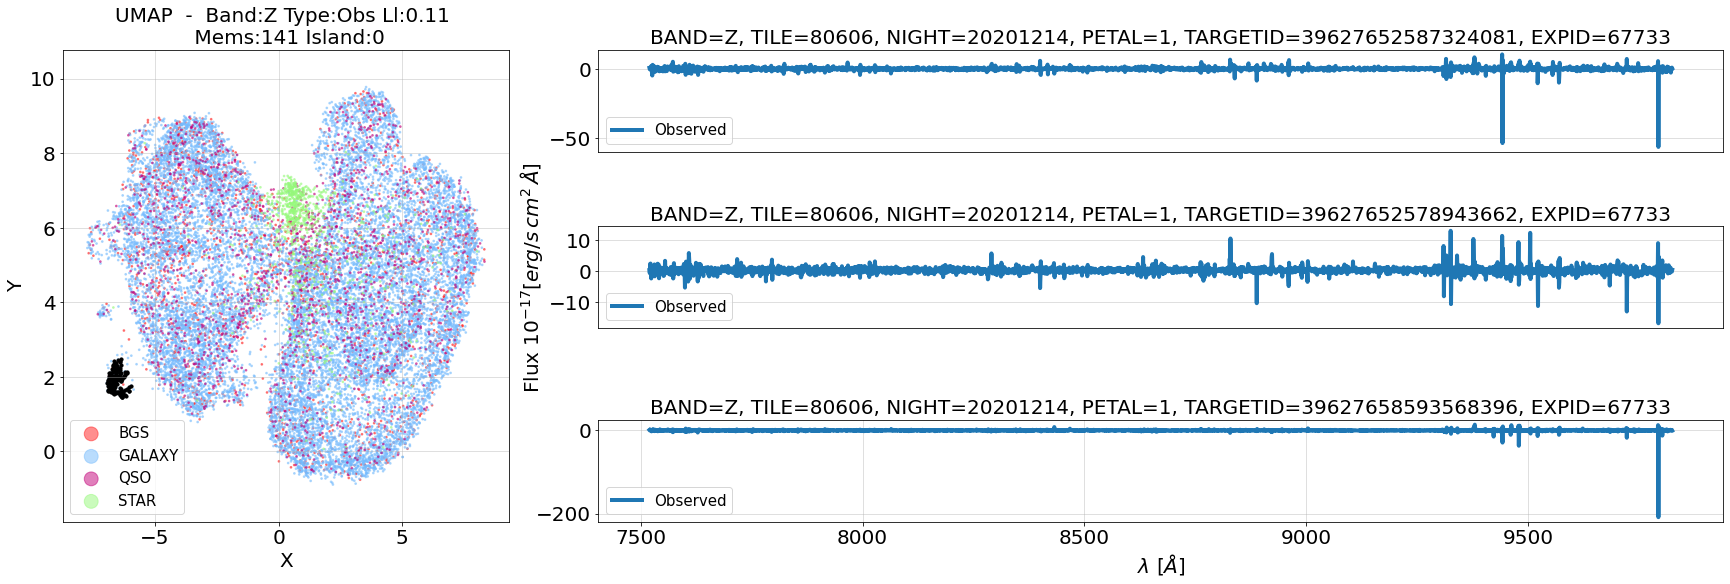 UMAP  -  Band:Z Type:Obs Ll:0.11
Mems:141 Island:0
10
8
6
4
2
0
Y
−5
0
5
X
BGS
GALAXY
QSO
STAR
Flux 10^{-17}[erg/s cm^2 Å]
BAND=Z, TILE=80606, NIGHT=20201214, PETAL=1, TARGETID=39627652587324081, EXPID=67733
0
−50
Observed
BAND=Z, TILE=80606, NIGHT=20201214, PETAL=1, TARGETID=39627652578943662, EXPID=67733
10
0
−10
Observed
BAND=Z, TILE=80606, NIGHT=20201214, PETAL=1, TARGETID=39627658593568396, EXPID=67733
0
−200
Observed
7500
8000
8500
9000
9500
λ [Å]